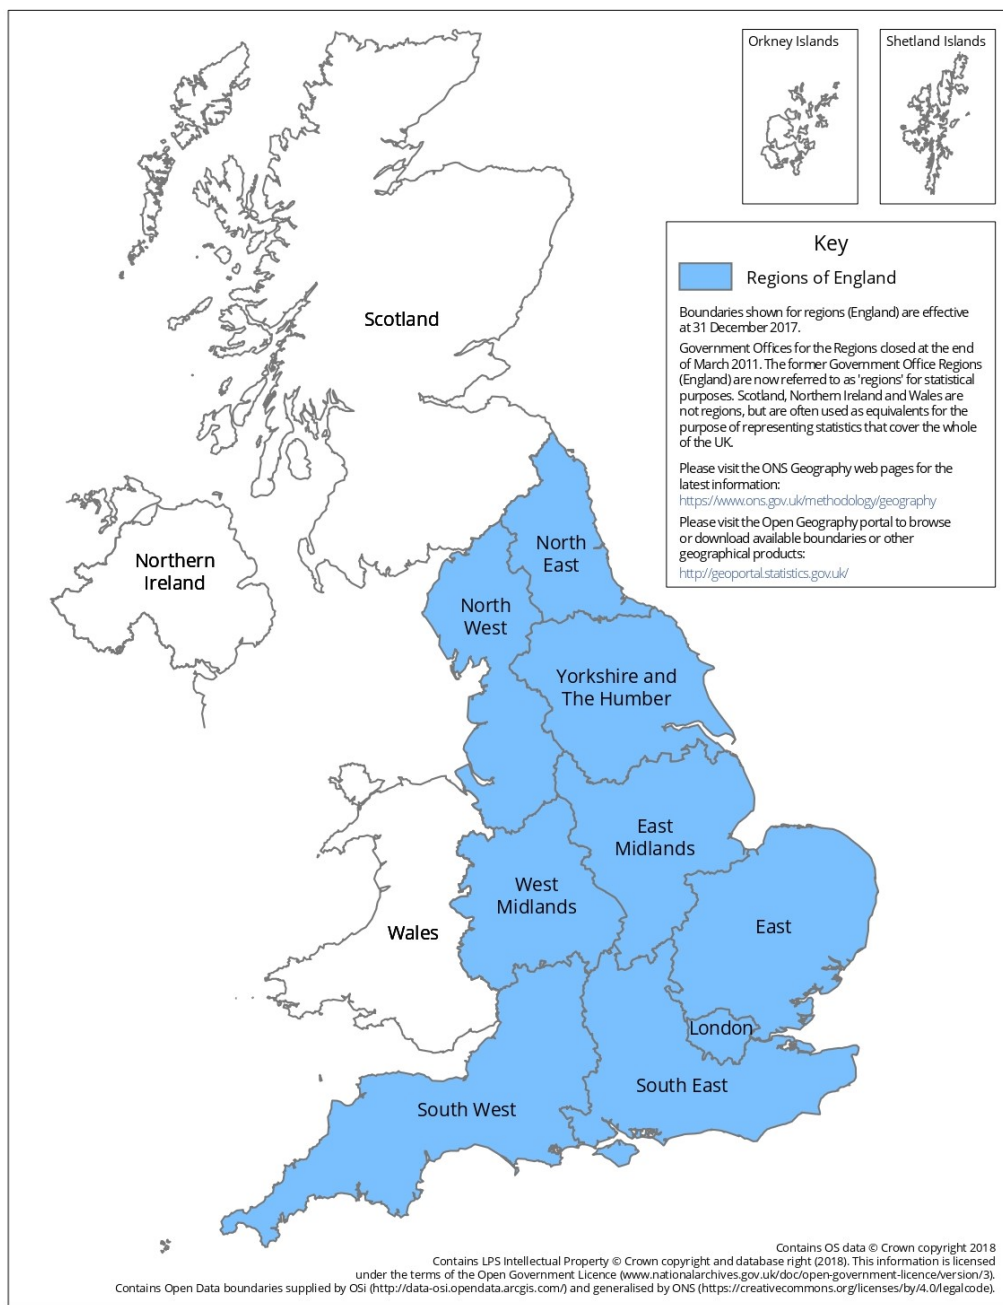 Orkney Islands
Shetland Islands
Key
Regions of England
Boundaries shown for regions (England) are effective
at 31 December 2017.
Government Offices for the Regions closed at the end
of March 2011. The former Government Office Regions
(England) are now referred to as 'regions' for statistical
purposes. Scotland, Northern Ireland and Wales are
not regions, but are often used as equivalents for the
purpose of representing statistics that cover the whole
of the UK.
Please visit the ONS Geography web pages for the
latest information:
https://www.ons.gov.uk/methodology/geography
Please visit the Open Geography portal to browse
or download available boundaries or other
geographical products:
http://geoportal.statistics.gov.uk/
Scotland
Northern
Ireland
North
East
North
West
Yorkshire and
The Humber
East
Midlands
West
Midlands
East
Wales
London
South East
South West
Contains OS data © Crown copyright 2018
Contains LPS Intellectual Property © Crown copyright and database right (2018). This information is licensed
under the terms of the Open Government Licence (www.nationalarchives.gov.uk/doc/open-government-licence/version/3).
Contains Open Data boundaries supplied by OSi (http://data-osi.opendata.arcgis.com/) and generalised by ONS (https://creativecommons.org/licenses/by/4.0/legalcode).